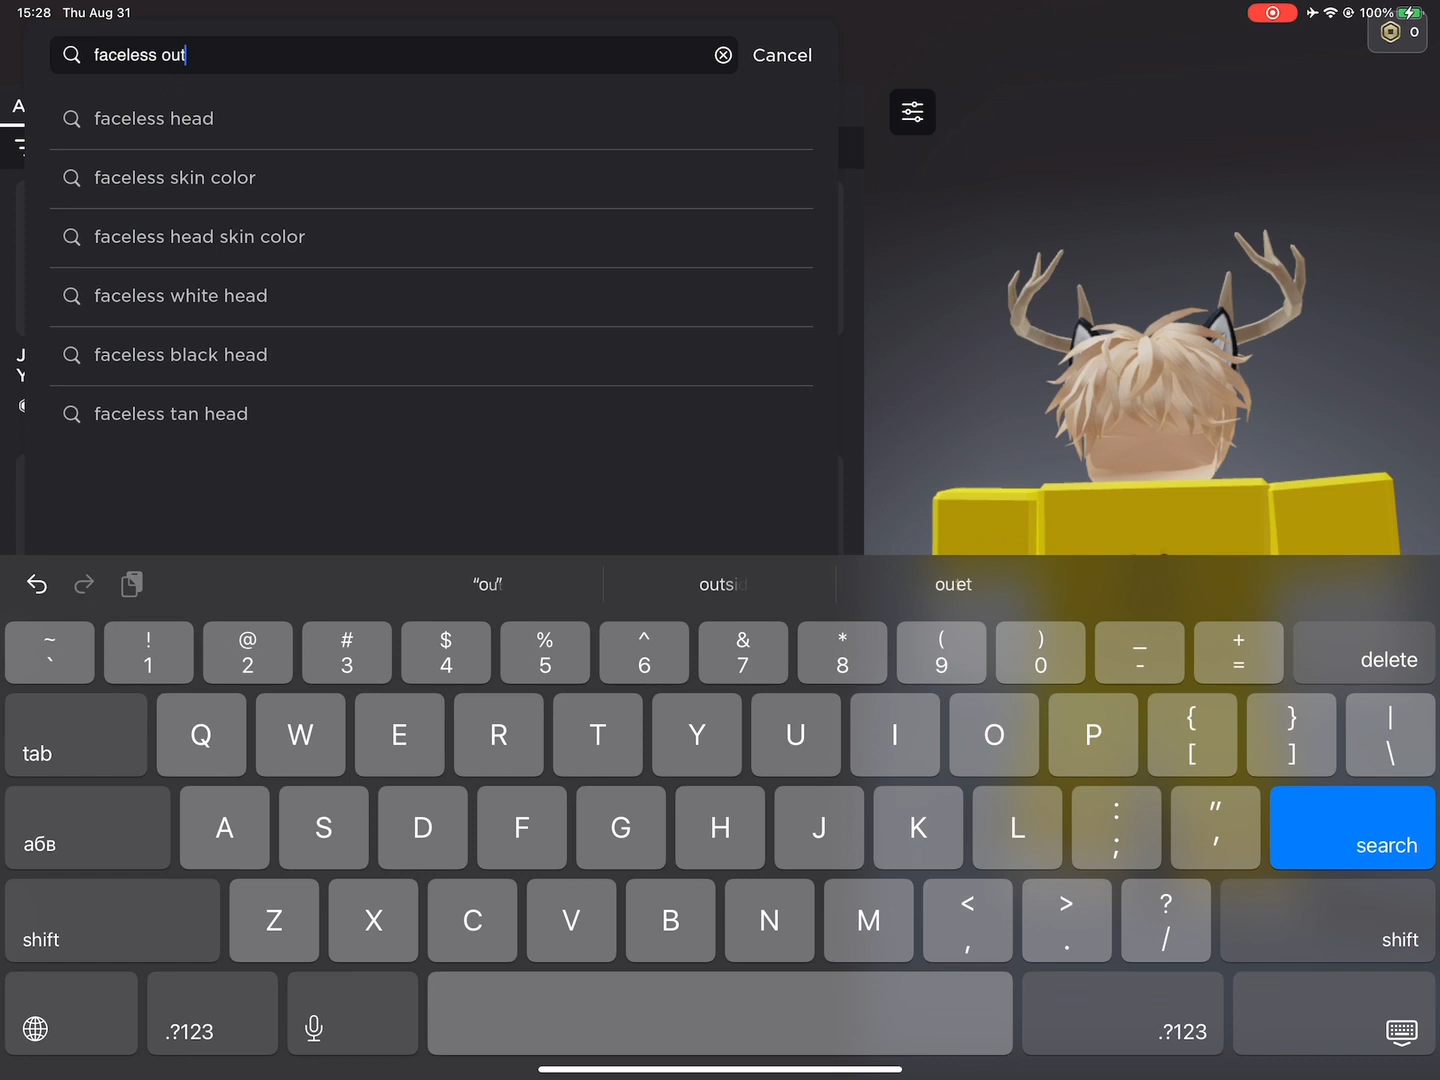 15:28 Thu Aug 31
100%
0
faceless out
Cancel
A
faceless head
faceless skin color
faceless head skin color
faceless white head
J
faceless black head
Y
faceless tan head
"ou"
outsid
~ ! @ # $ % ^ & * ( ) _ +
` 1 2 3 4 5 6 7 8 9 0 - = delete
tab Q W E R T Y U I O P { [ } ] | \
абв A S D F G H J K L : ; " ' search
shift Z X C V B N M < , > . ? / shift
.?123 .?123